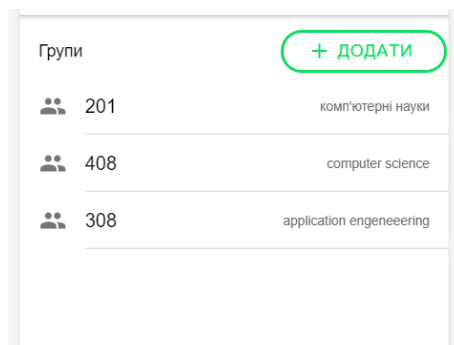 Групи + ДОДАТИ
201 комп'ютерні науки
408 computer science
308 application engeneeering